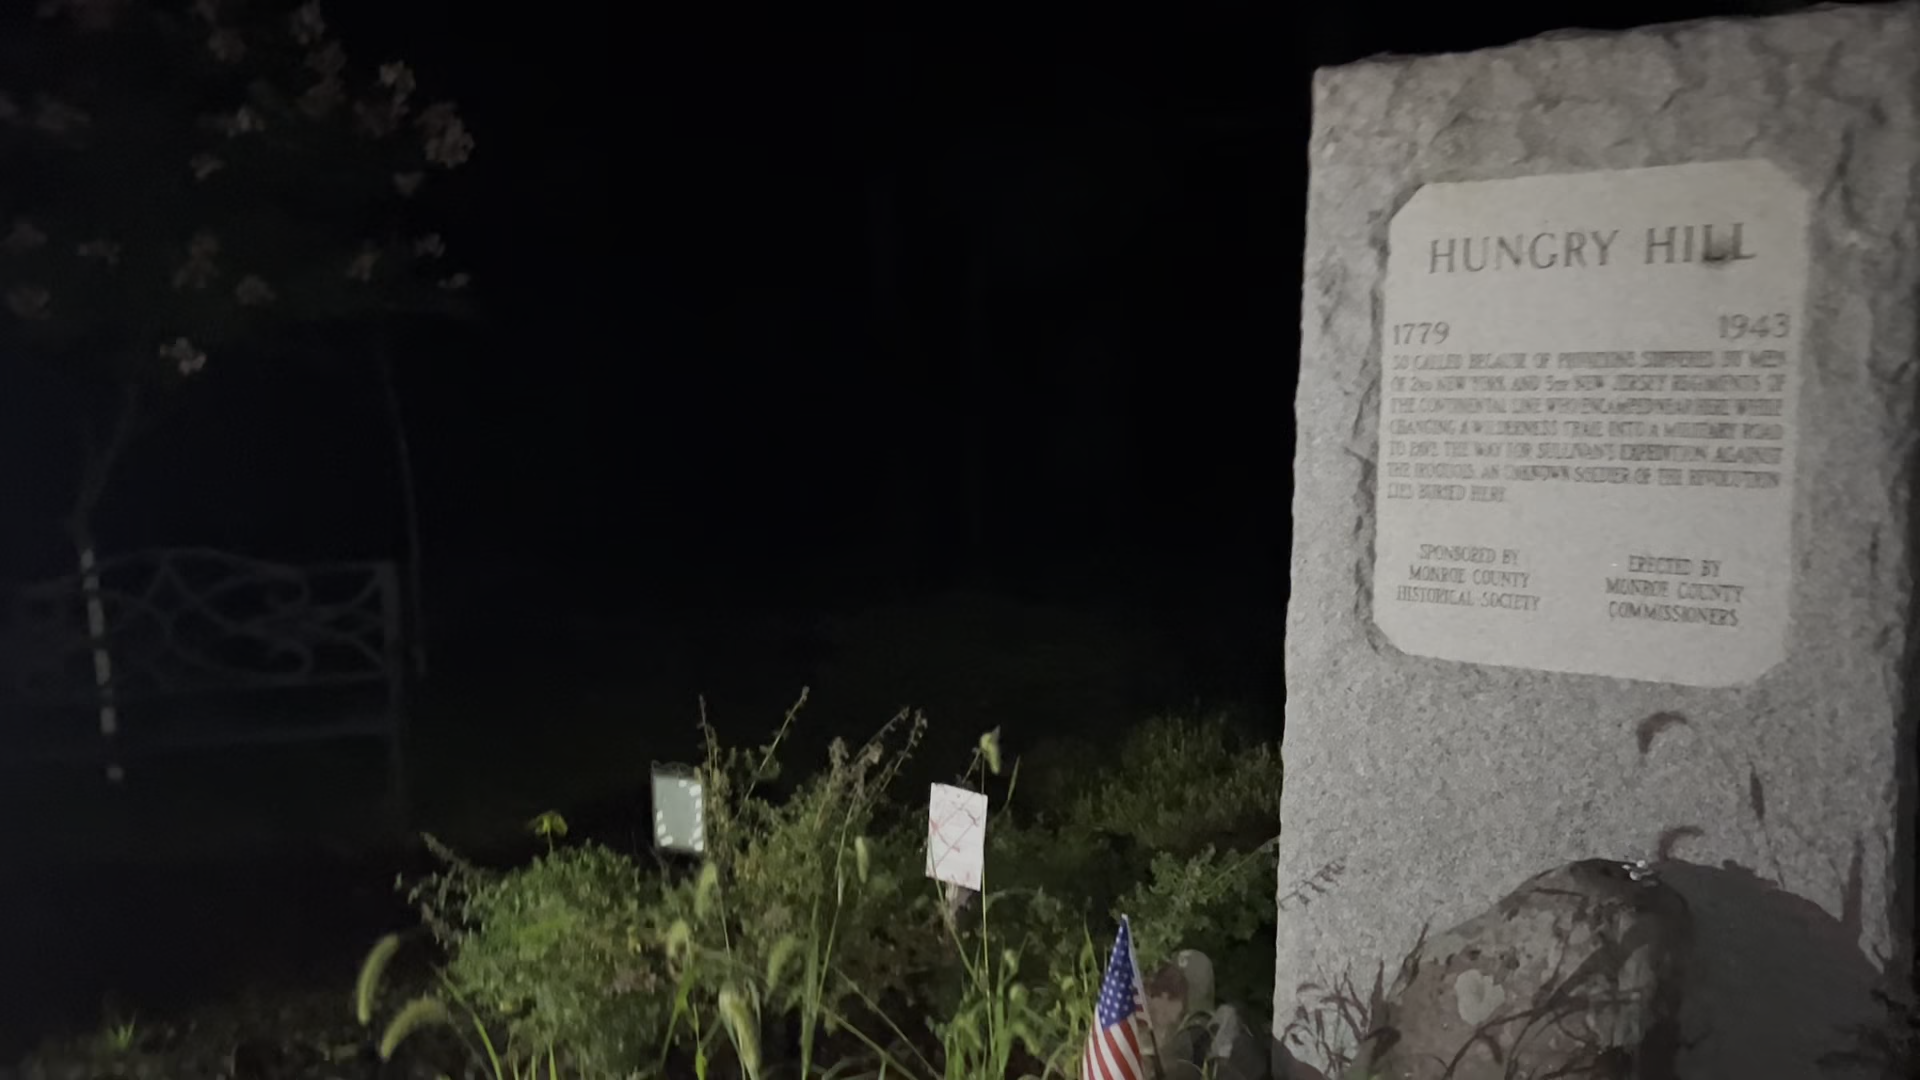 HUNGRY HILL
1779 1943
SO CALLED BECAUSE OF PRIVATIONS SUFFERED BY MEN
OF 2ND NEW YORK AND 5TH NEW JERSEY REGIMENTS OF
THE CONTINENTAL LINE WHO ENCAMPED NEAR HERE WHILE
CHANGING A WILDERNESS TRAIL INTO A MILITARY ROAD
TO PAVE THE WAY FOR SULLIVAN'S EXPEDITION AGAINST
THE IROQUOIS. AN UNKNOWN SOLDIER OF THE REVOLUTION
LIES BURIED HERE.
SPONSORED BY
MONROE COUNTY
HISTORICAL SOCIETY
ERECTED BY
MONROE COUNTY
COMMISSIONERS